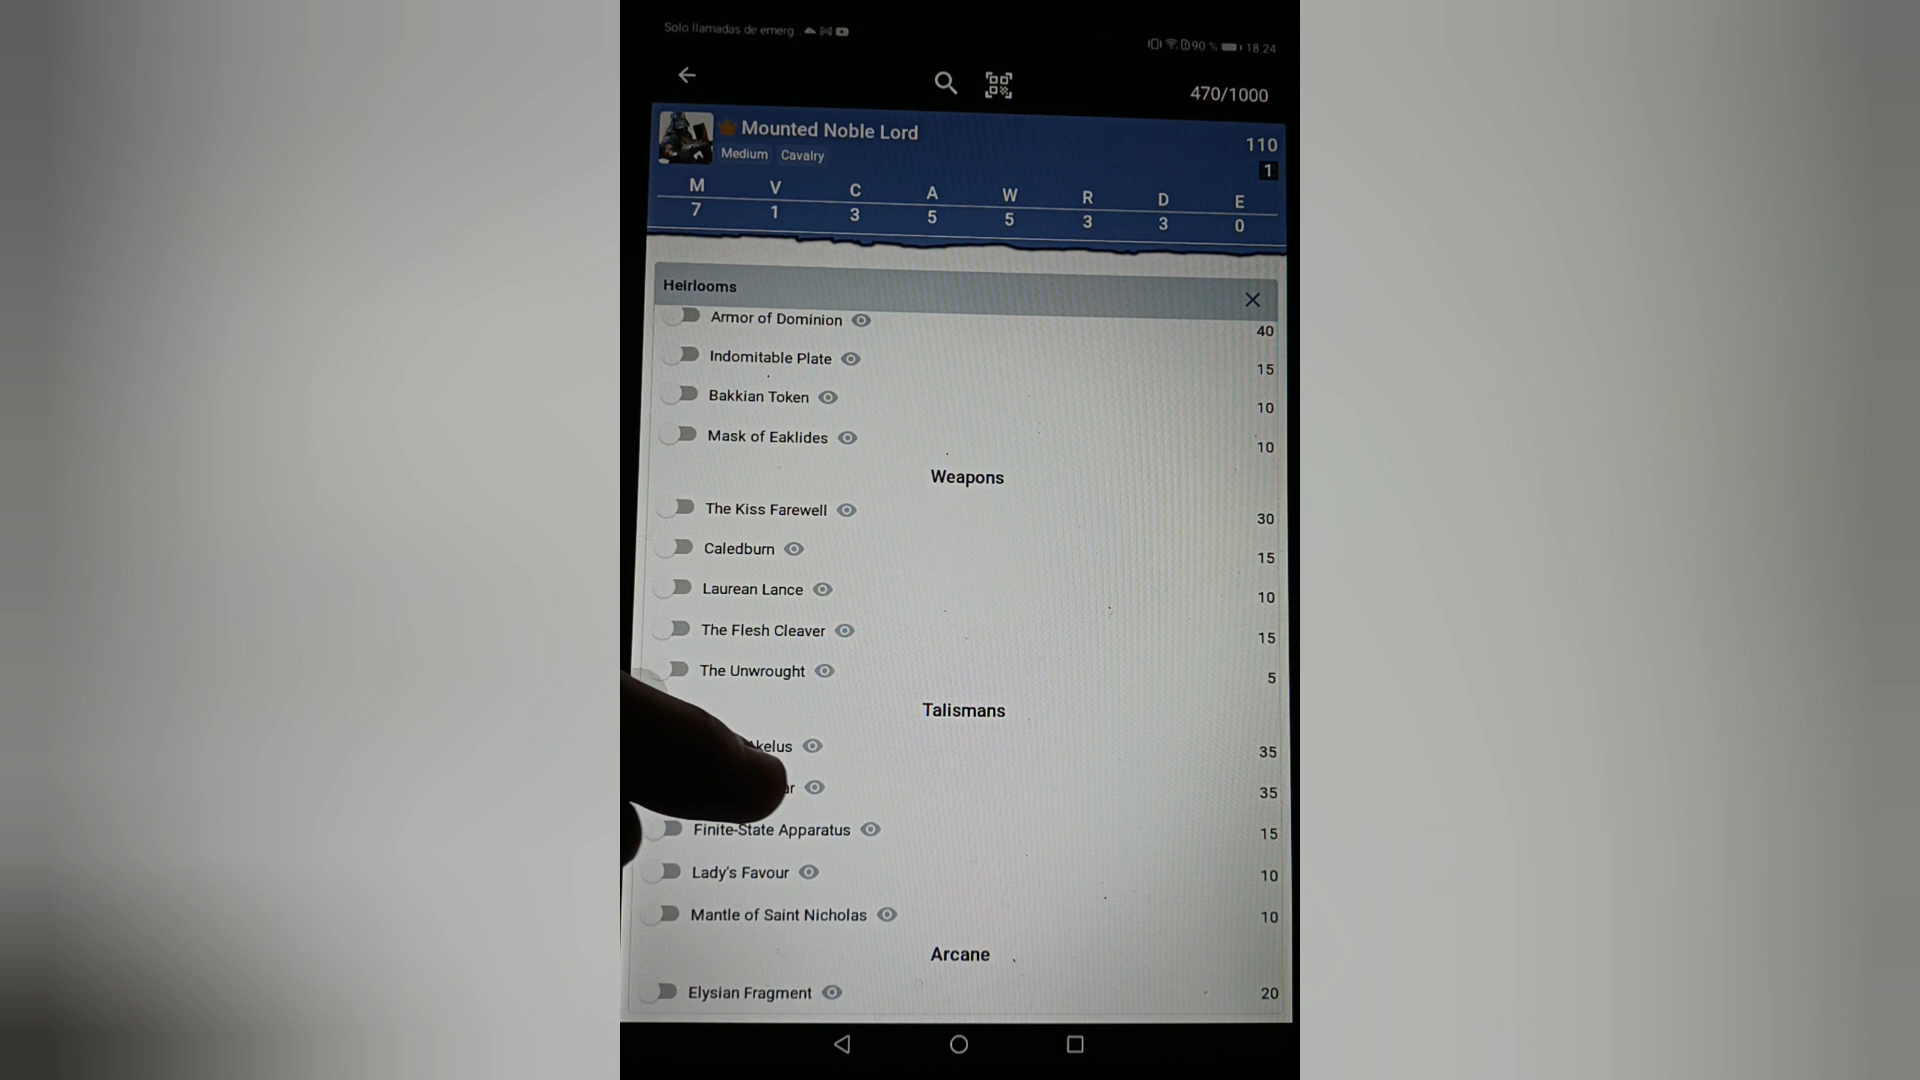 Solo llamadas de emerg
90 % 18:24
470/1000
Mounted Noble Lord 110
Medium Cavalry 1
M V C A W R D E
7 1 3 5 5 3 3 0
Heirlooms
Armor of Dominion 40
Indomitable Plate 15
Bakkian Token 10
Mask of Eaklides 10
Weapons
The Kiss Farewell 30
Caledburn 15
Laurean Lance 10
The Flesh Cleaver 15
The Unwrought 5
Talismans
35
35
Finite-State Apparatus 15
Lady's Favour 10
Mantle of Saint Nicholas 10
Arcane
Elysian Fragment 20